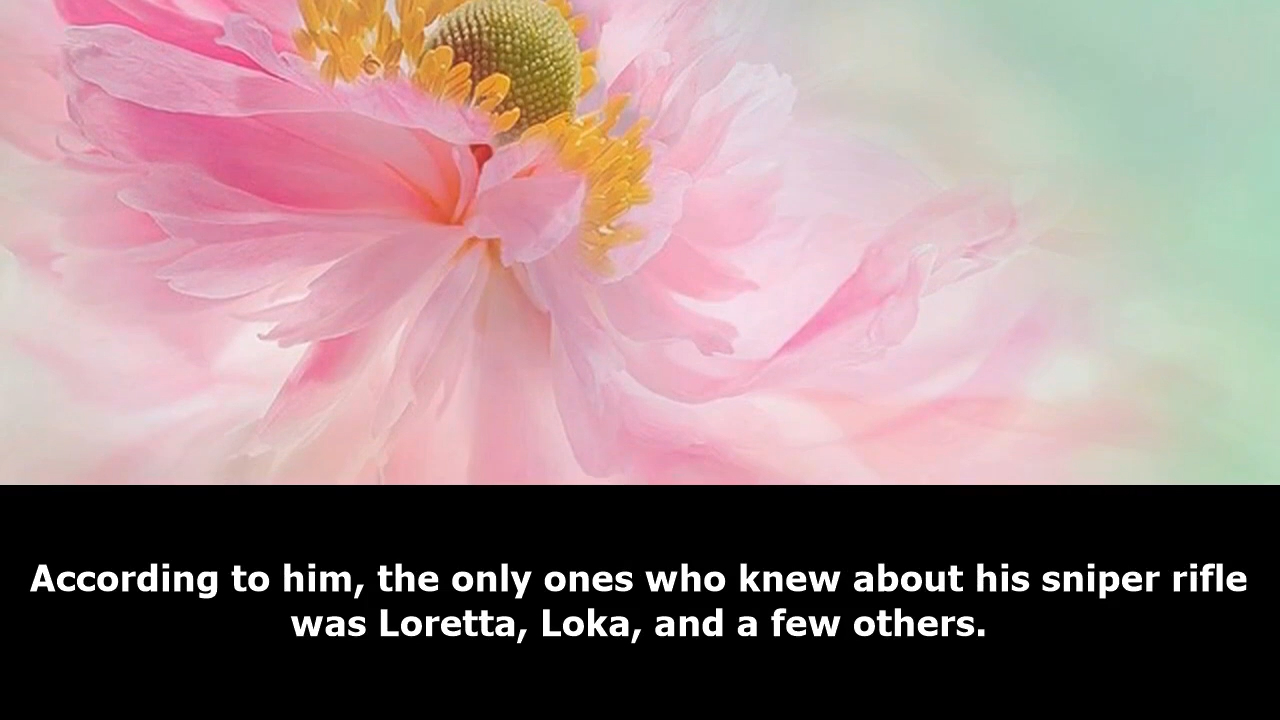 According to him, the only ones who knew about his sniper rifle
was Loretta, Loka, and a few others.